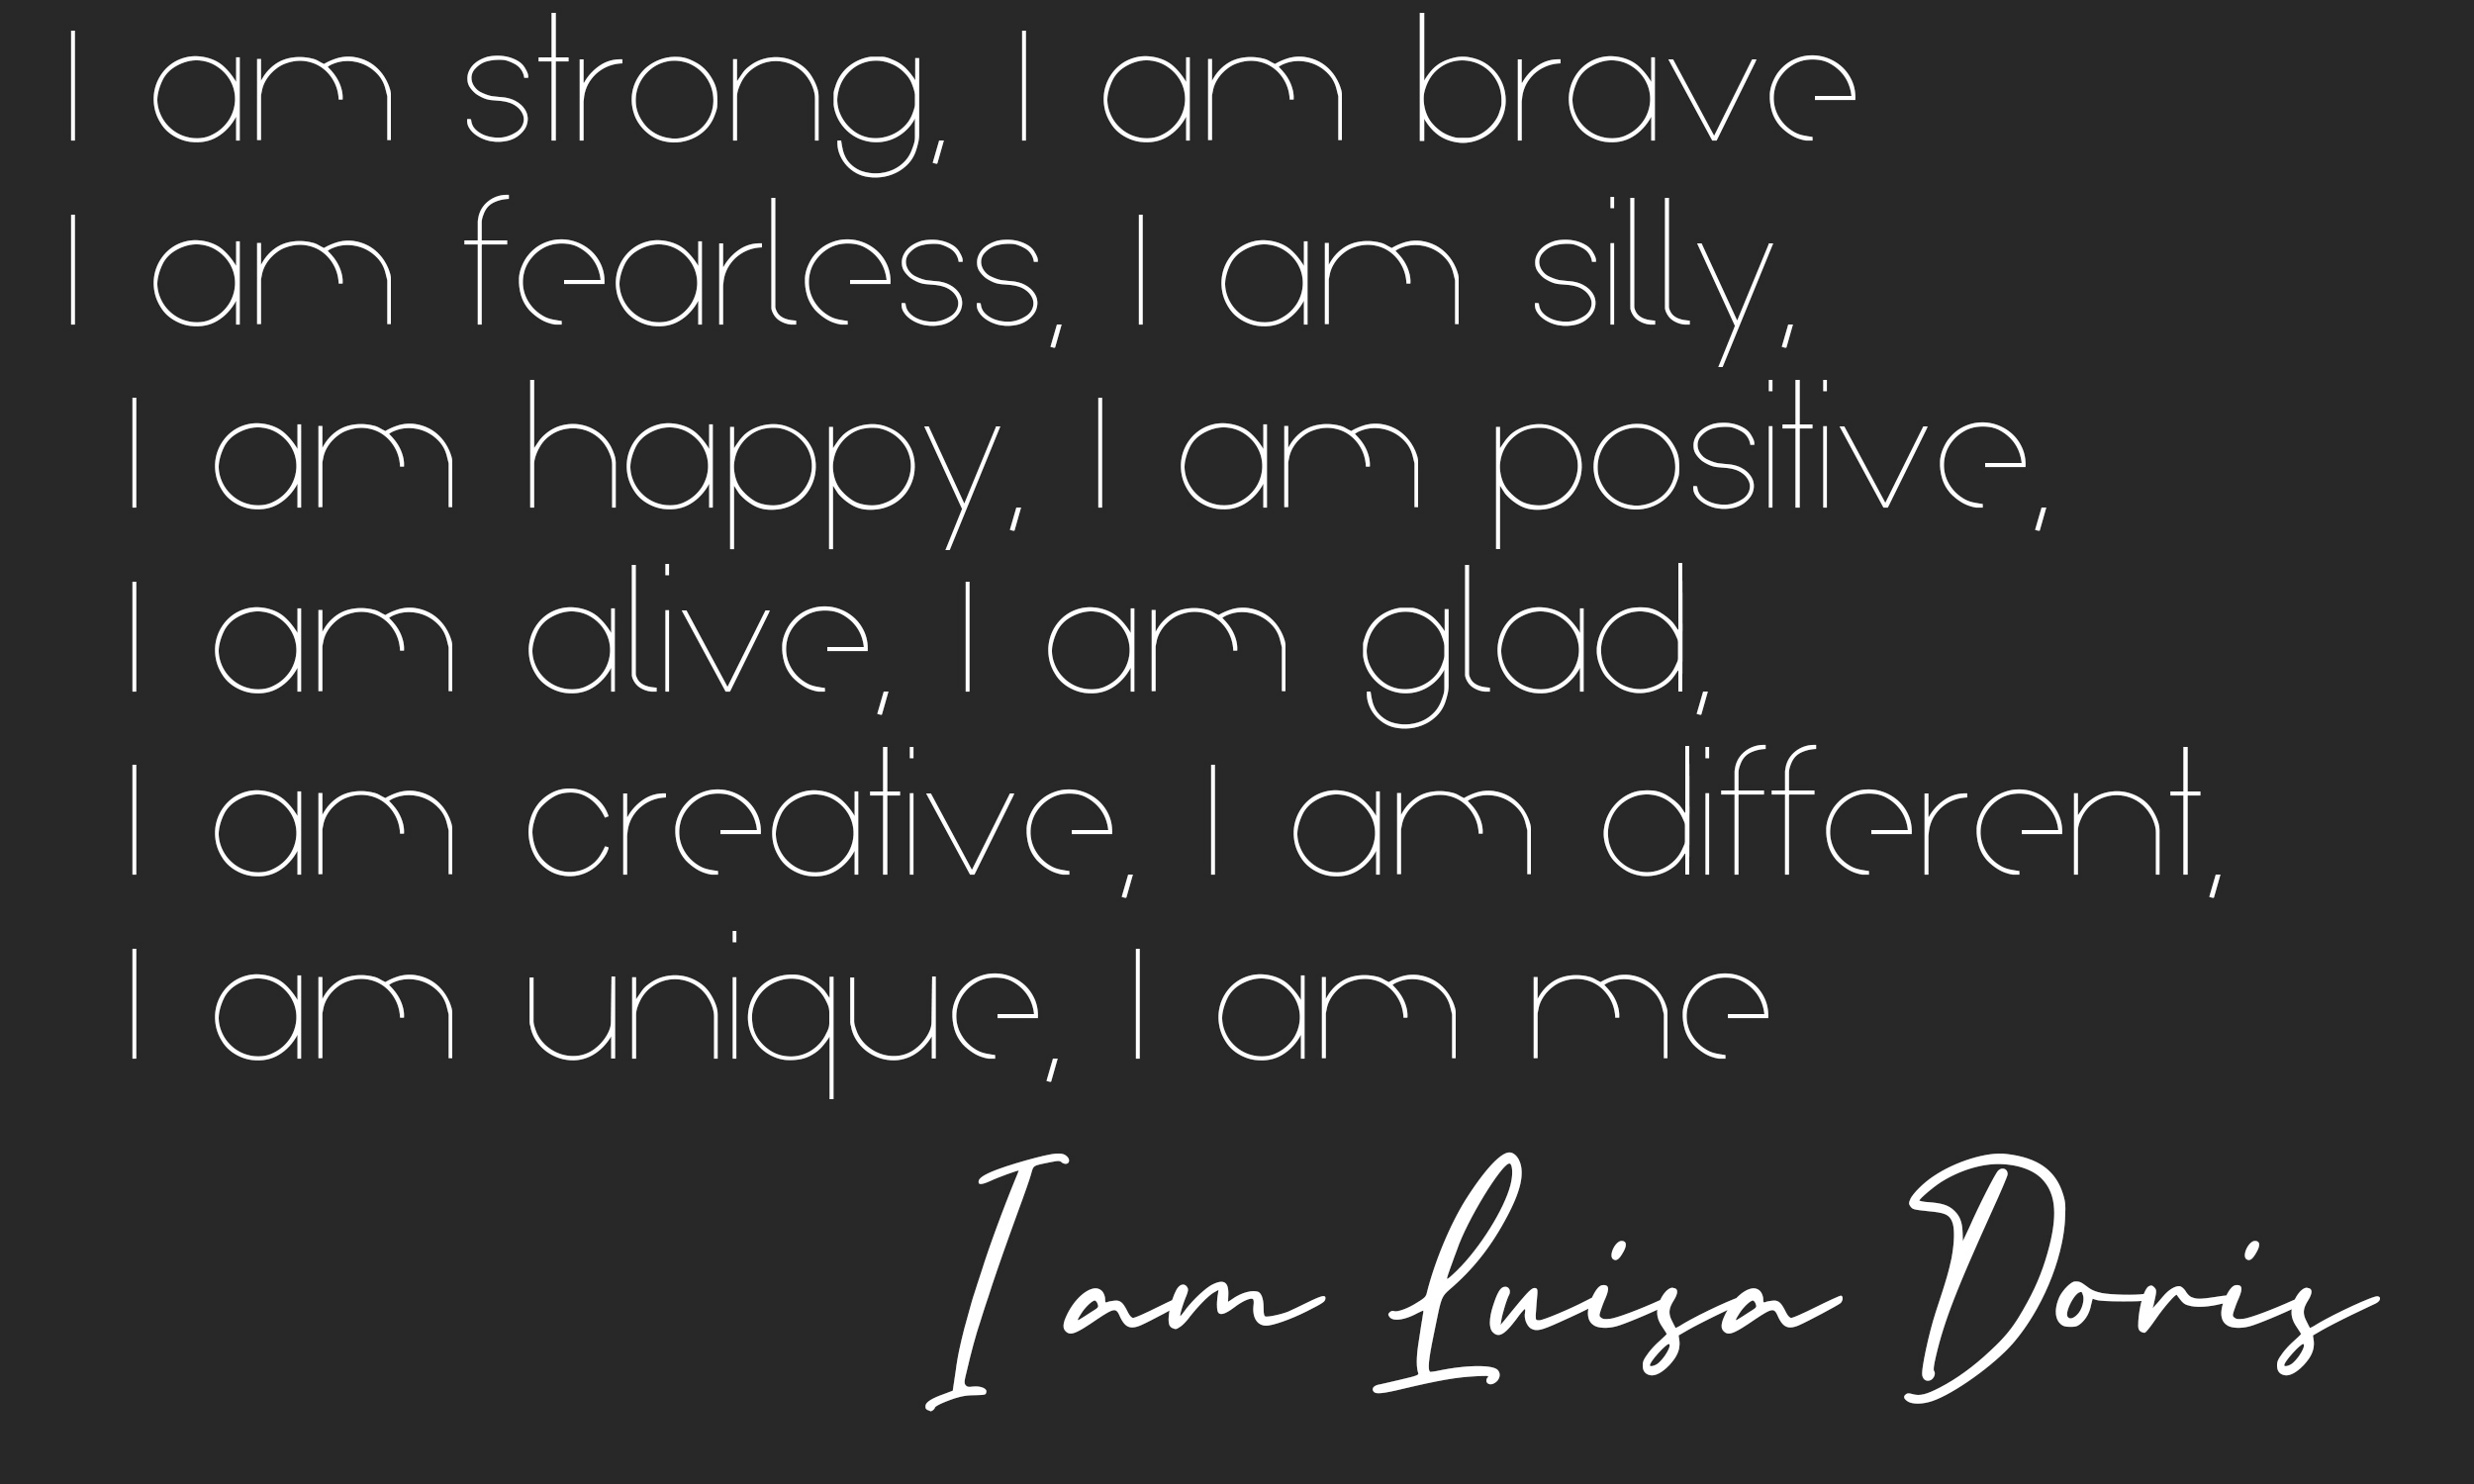 I am strong, I am brave
I am fearless, I am silly,
I am happy, I am positive,
I am alive, I am glad,
I am creative, I am different,
I am unique, I am me
I am Luisa Doris